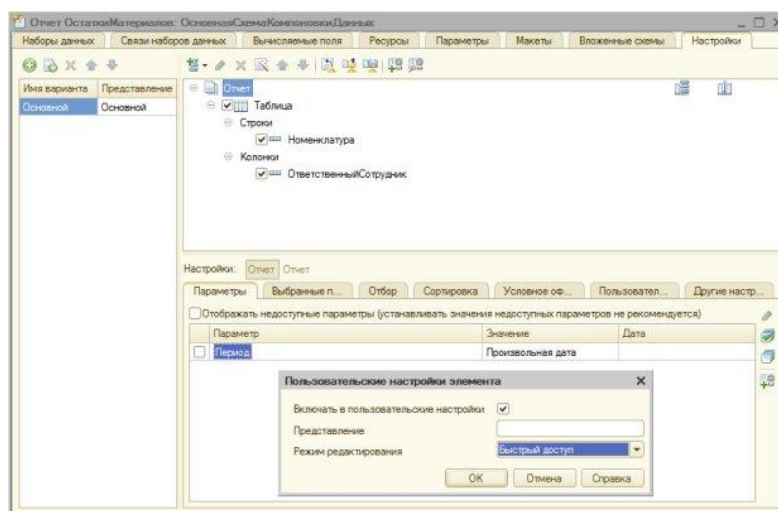 Отчет ОстаткиМатериалов: ОсновнаяСхемаКомпоновкиДанных
Наборы данных Связи наборов данных Вычисляемые поля Ресурсы Параметры Макеты Вложенные схемы Настройки
Имя варианта Представление
Основной Основной
Отчет
Таблица
Строки
Номенклатура
Колонки
ОтветственныйСотрудник
Настройки: Отчет Отчет
Параметры Выбранные п... Отбор Сортировка Условное оф... Пользовател... Другие настр...
Отображать недоступные параметры (устанавливать значения недоступных параметров не рекомендуется)
Параметр Значение Дата
Период Произвольная дата
Пользовательские настройки элемента
Включать в пользовательские настройки
Представление
Режим редактирования Быстрый доступ
ОК Отмена Справка